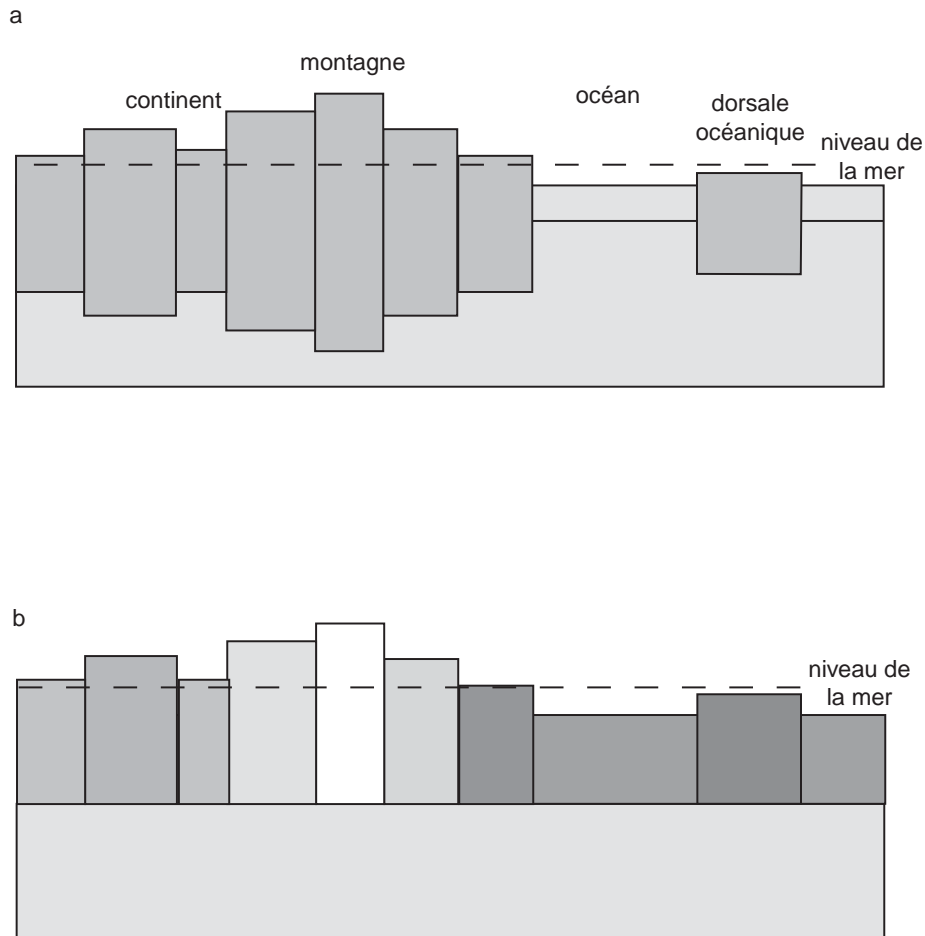 a
montagne
continent
océan
dorsale
océanique
niveau de
la mer
b
niveau de
la mer